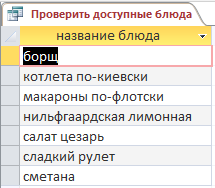 Проверить доступные блюда
название блюда
борщ
котлета по-киевски
макароны по-флотски
нильфгаардская лимонная
салат цезарь
сладкий рулет
сметана